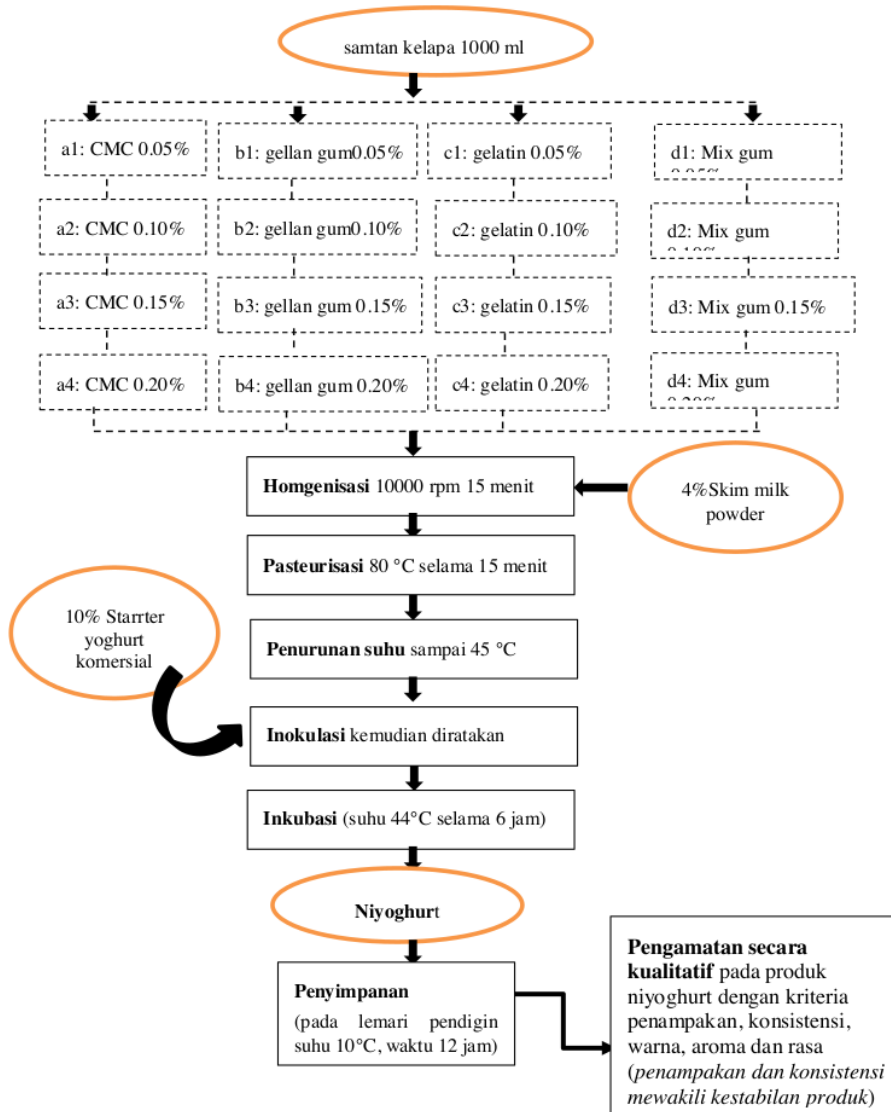 samtan kelapa 1000 ml
a1: CMC 0.05%
b1: gellan gum0.05%
c1: gelatin 0.05%
d1: Mix gum
a2: CMC 0.10%
b2: gellan gum0.10%
c2: gelatin 0.10%
d2: Mix gum
a3: CMC 0.15%
b3: gellan gum 0.15%
c3: gelatin 0.15%
d3: Mix gum 0.15%
a4: CMC 0.20%
b4: gellan gum 0.20%
c4: gelatin 0.20%
d4: Mix gum
Homgenisasi 10000 rpm 15 menit
4%Skim milk
powder
Pasteurisasi 80 °C selama 15 menit
10% Starrter
yoghurt
komersial
Penurunan suhu sampai 45 °C
Inokulasi kemudian diratakan
Inkubasi (suhu 44°C selama 6 jam)
Niyoghurt
Penyimpanan
(pada lemari pendigin
suhu 10°C, waktu 12 jam)
Pengamatan secara
kualitatif pada produk
niyoghurt dengan kriteria
penampakan, konsistensi,
warna, aroma dan rasa
(penampakan dan konsistensi
mewakili kestabilan produk)